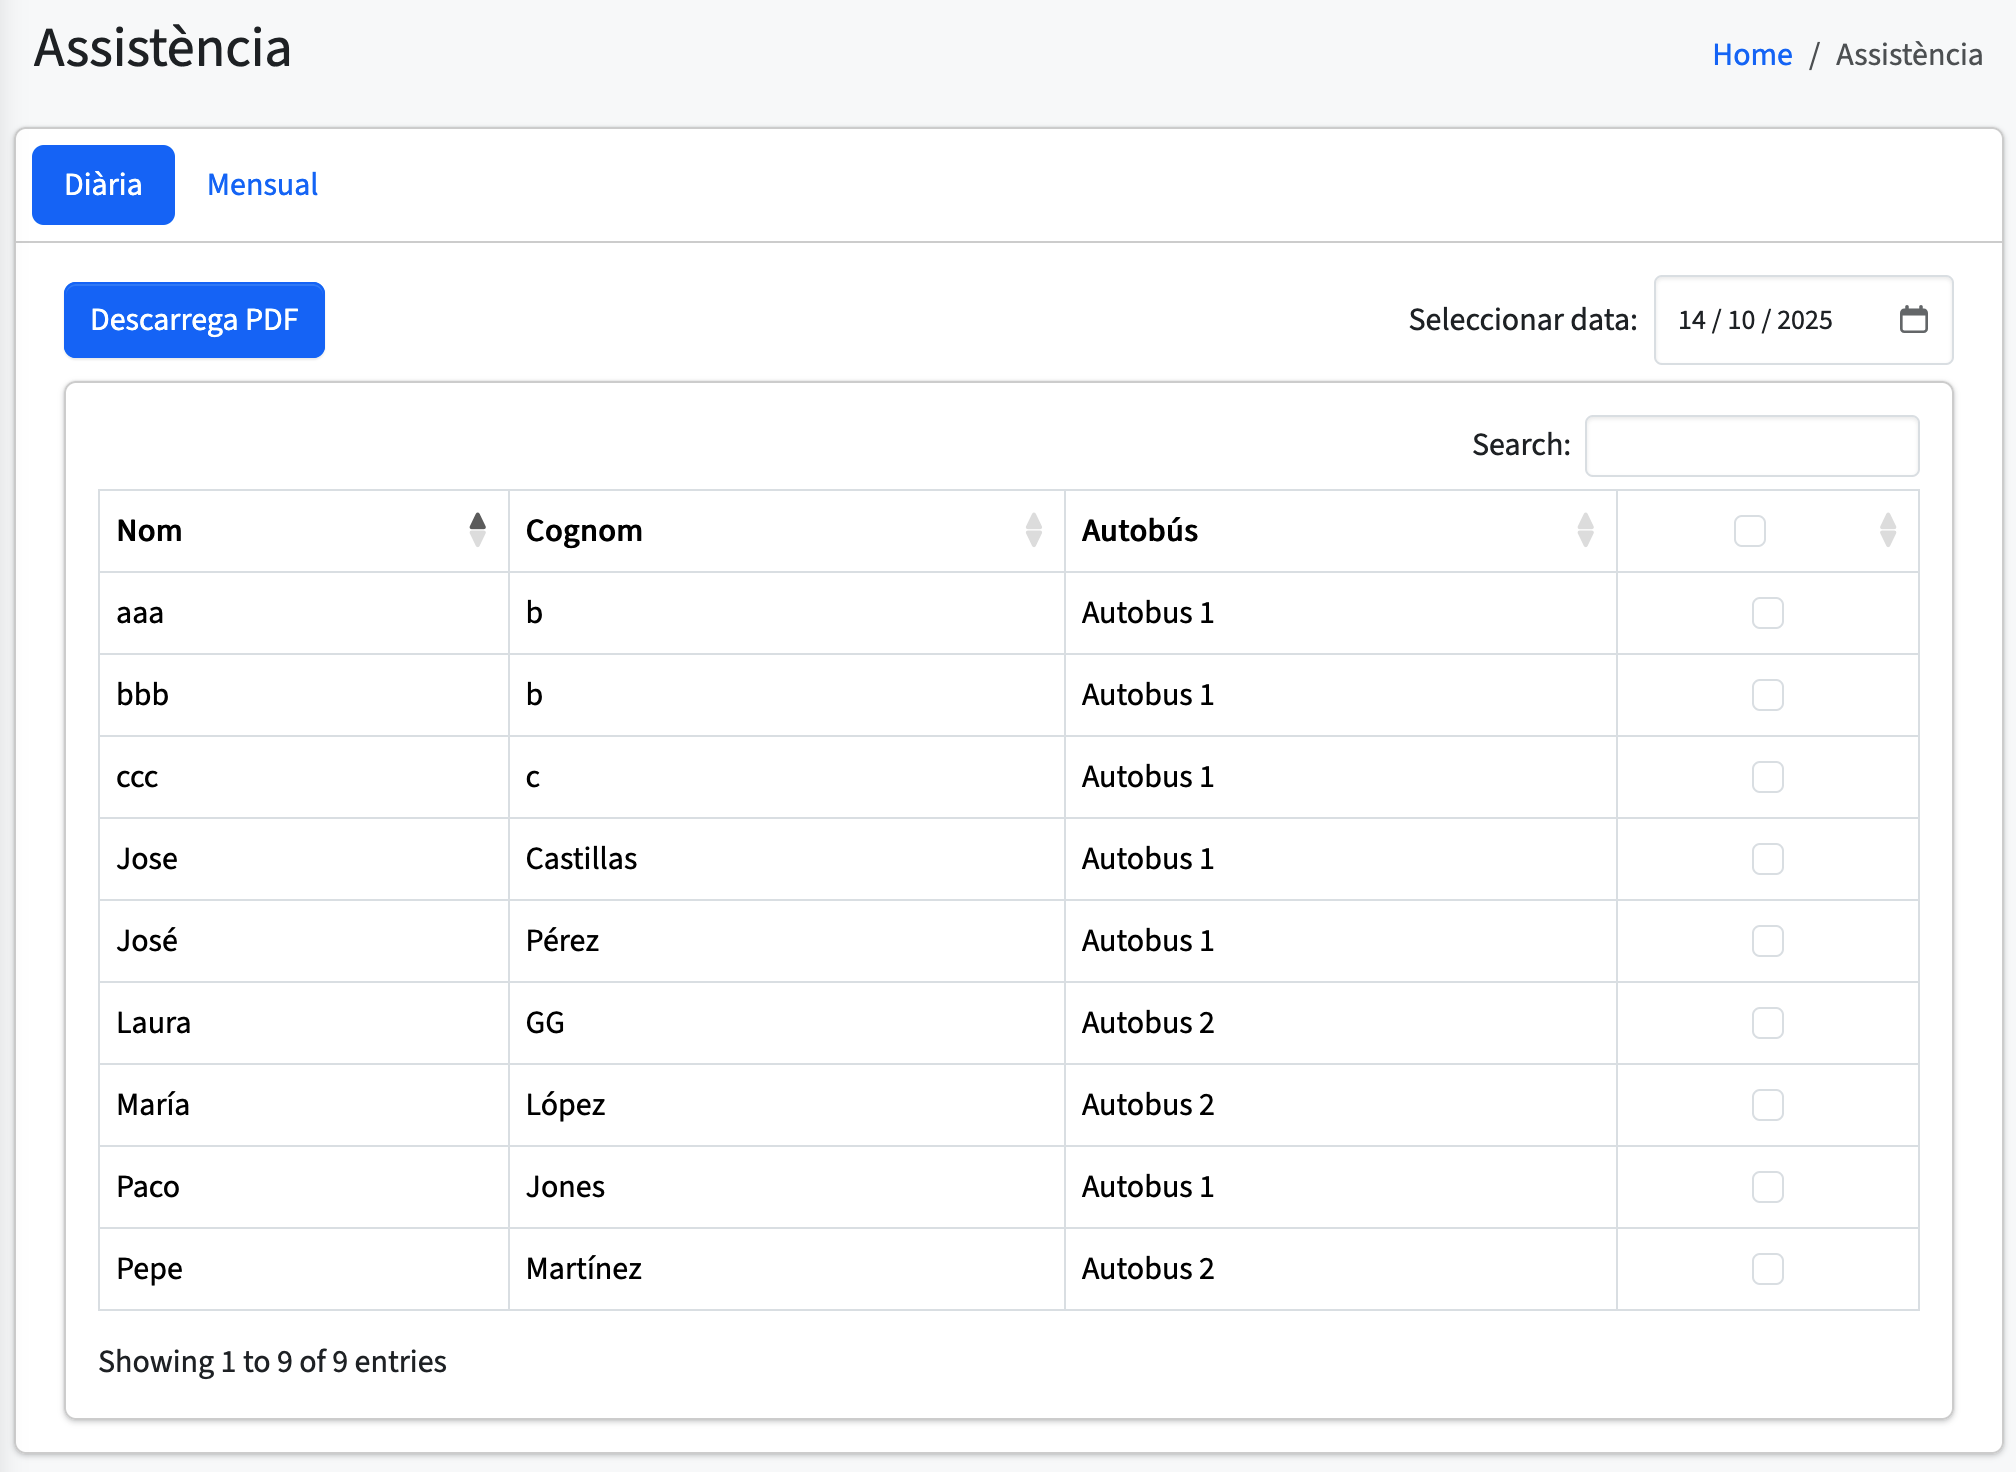 Assistència
Home / Assistència
Diària Mensual
Descarrega PDF Seleccionar data: 14 / 10 / 2025
Search:
Nom Cognom Autobús
aaa b Autobus 1
bbb b Autobus 1
ccc c Autobus 1
Jose Castillas Autobus 1
José Pérez Autobus 1
Laura GG Autobus 2
María López Autobus 2
Paco Jones Autobus 1
Pepe Martínez Autobus 2
Showing 1 to 9 of 9 entries